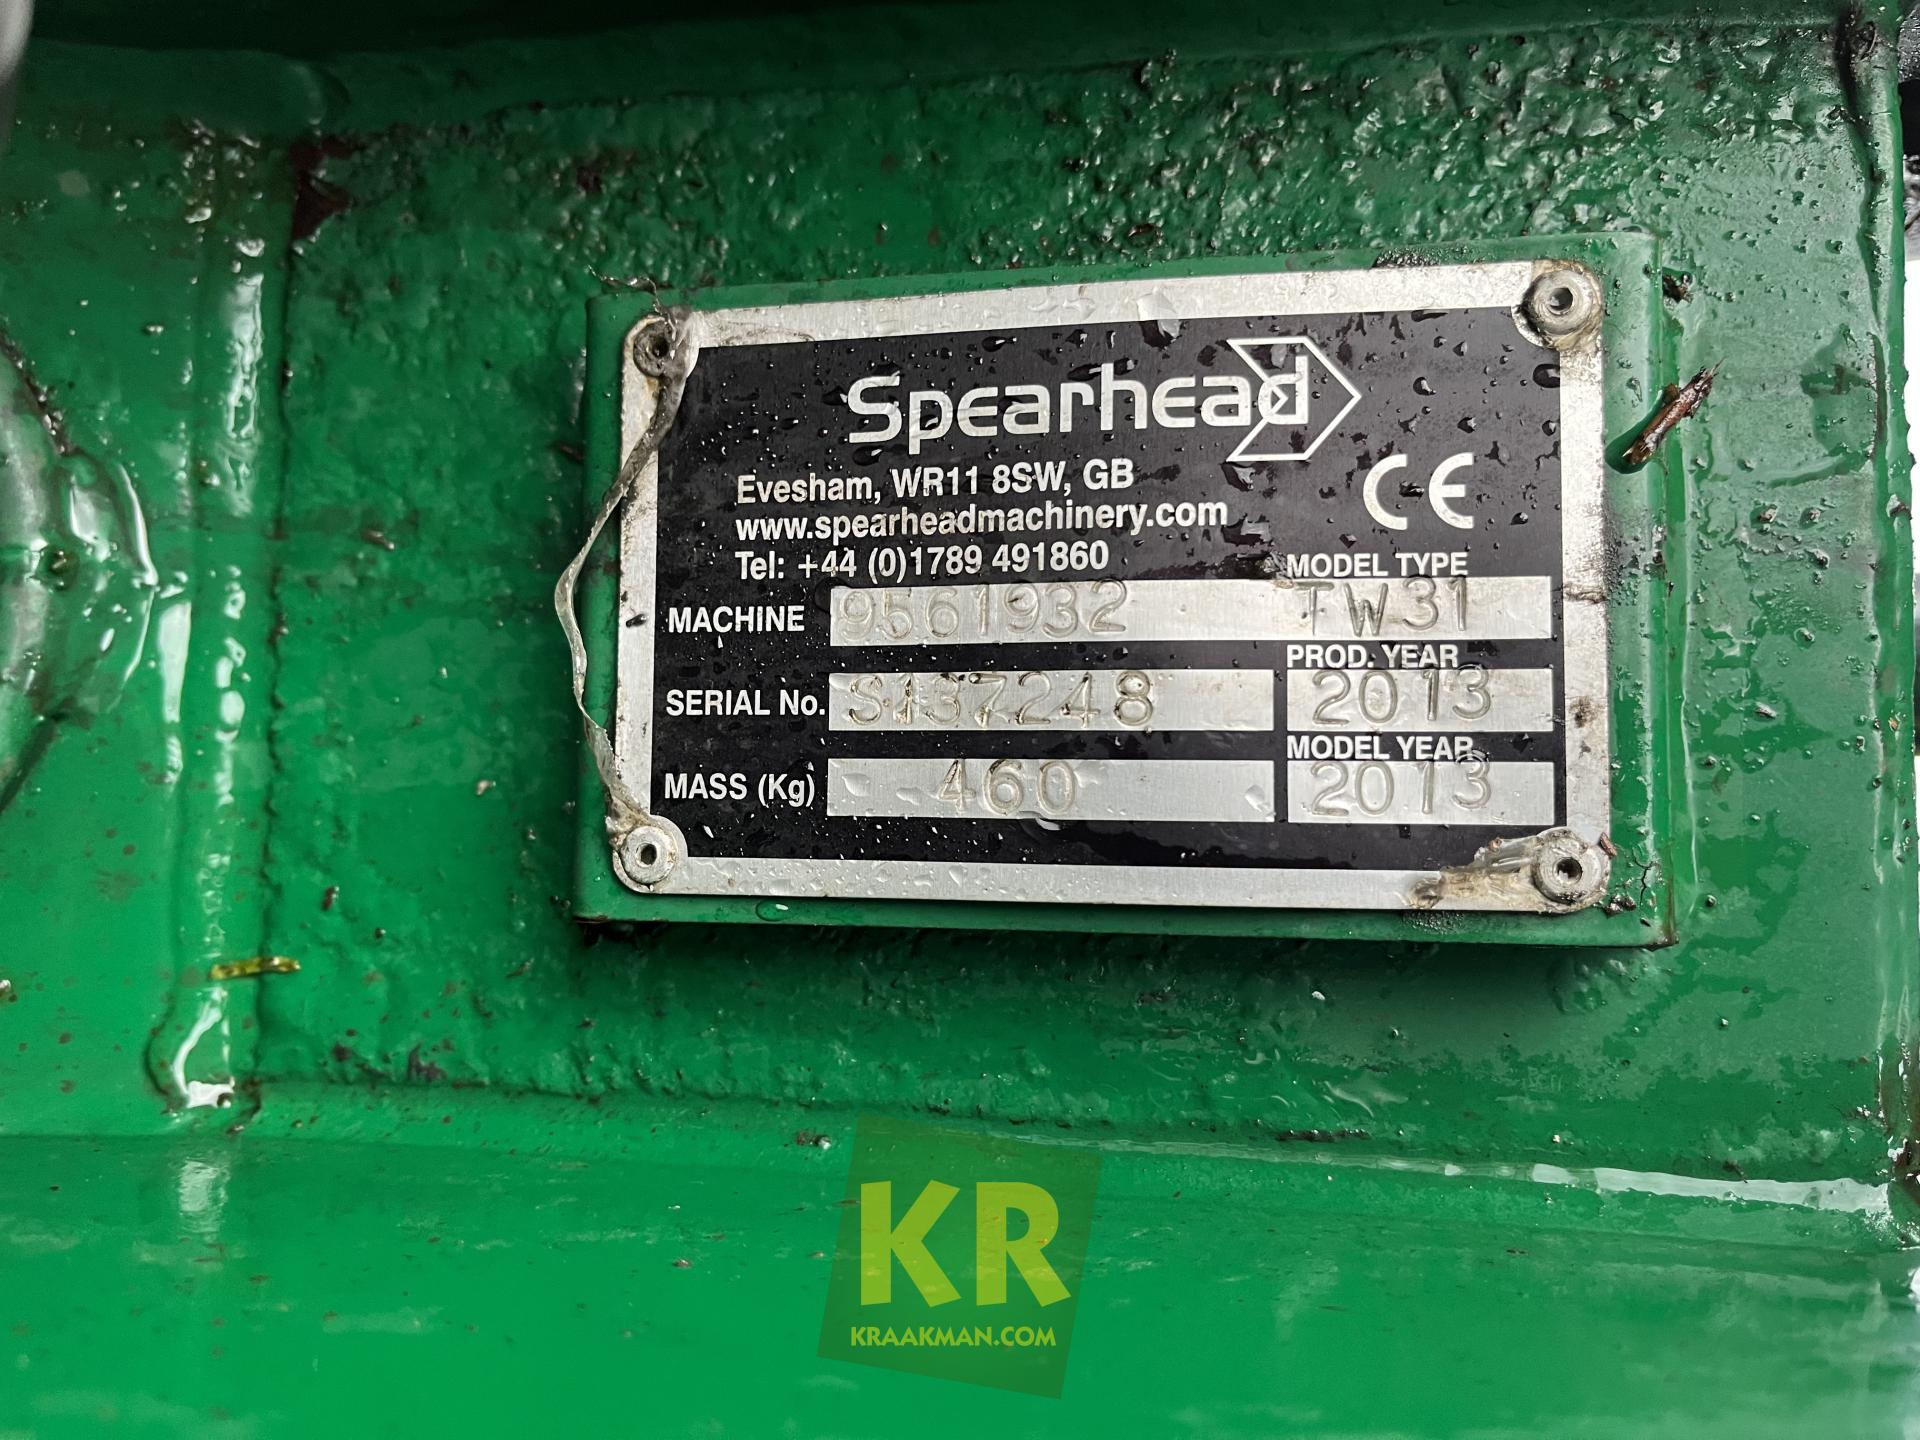 Spearhead
Evesham, WR11 8SW, GB
www.spearheadmachinery.com
Tel: +44 (0)1789 491860
CE
MODEL TYPE
MACHINE 9561932 TW31
PROD. YEAR
SERIAL No. S137248 2013
MODEL YEAR
MASS (Kg) 460 2013
KR
KRAAKMAN.COM